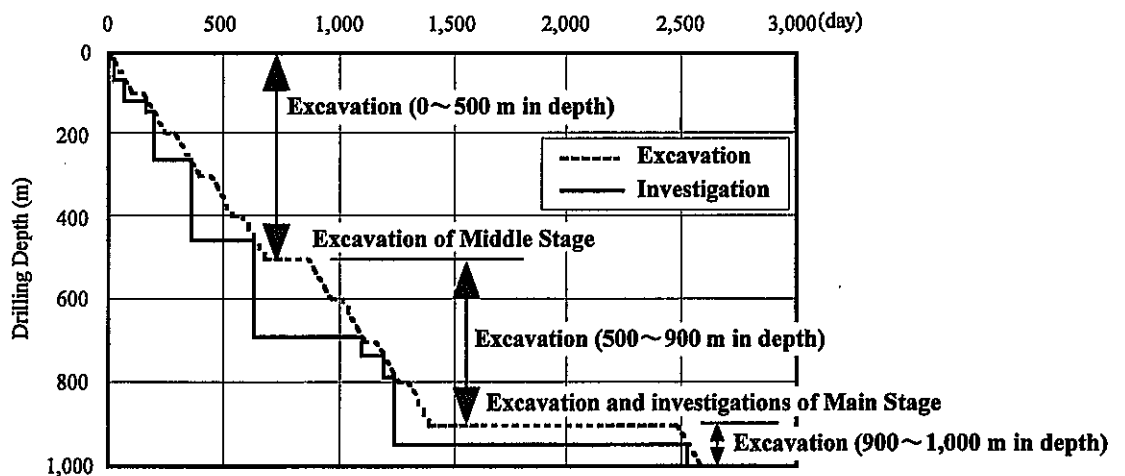 0 500 1,000 1,500 2,000 2,500 3,000 (day)
0
Excavation (0～500 m in depth)
200
Excavation
Investigation
400
Excavation of Middle Stage
600
Excavation (500～900 m in depth)
800
Excavation and investigations of Main Stage
Excavation (900～1,000 m in depth)
1,000
Drilling Depth (m)